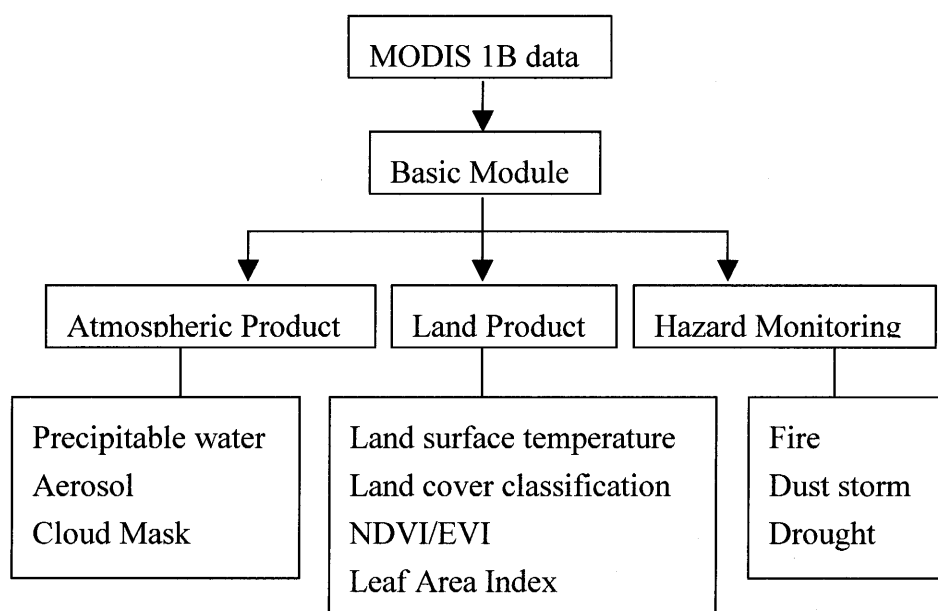 MODIS 1B data
Basic Module
Atmospheric Product
Land Product
Hazard Monitoring
Precipitable water
Aerosol
Cloud Mask
Land surface temperature
Land cover classification
NDVI/EVI
Leaf Area Index
Fire
Dust storm
Drought